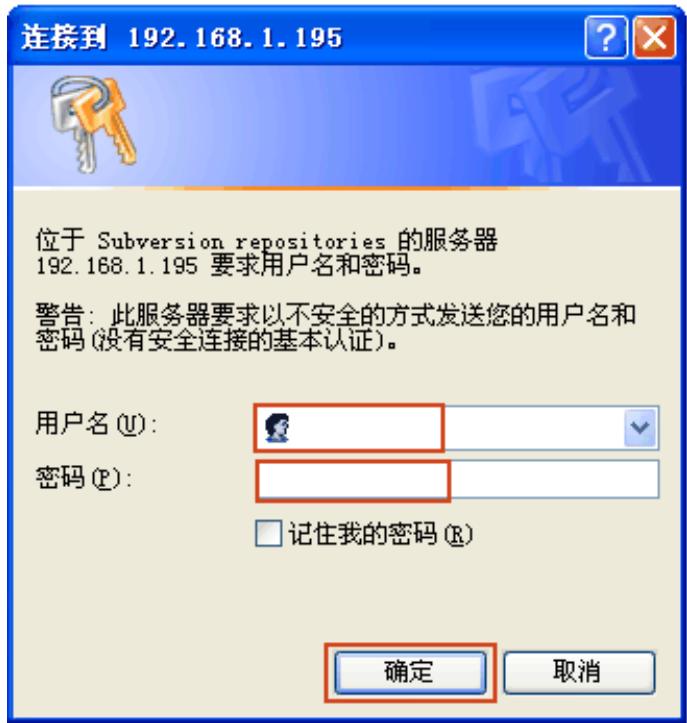 连接到 192.168.1.195
位于 Subversion repositories 的服务器
192.168.1.195 要求用户名和密码。
警告: 此服务器要求以不安全的方式发送您的用户名和
密码(没有安全连接的基本认证)。
用户名(U):
密码(P):
记住我的密码(R)
确定 取消